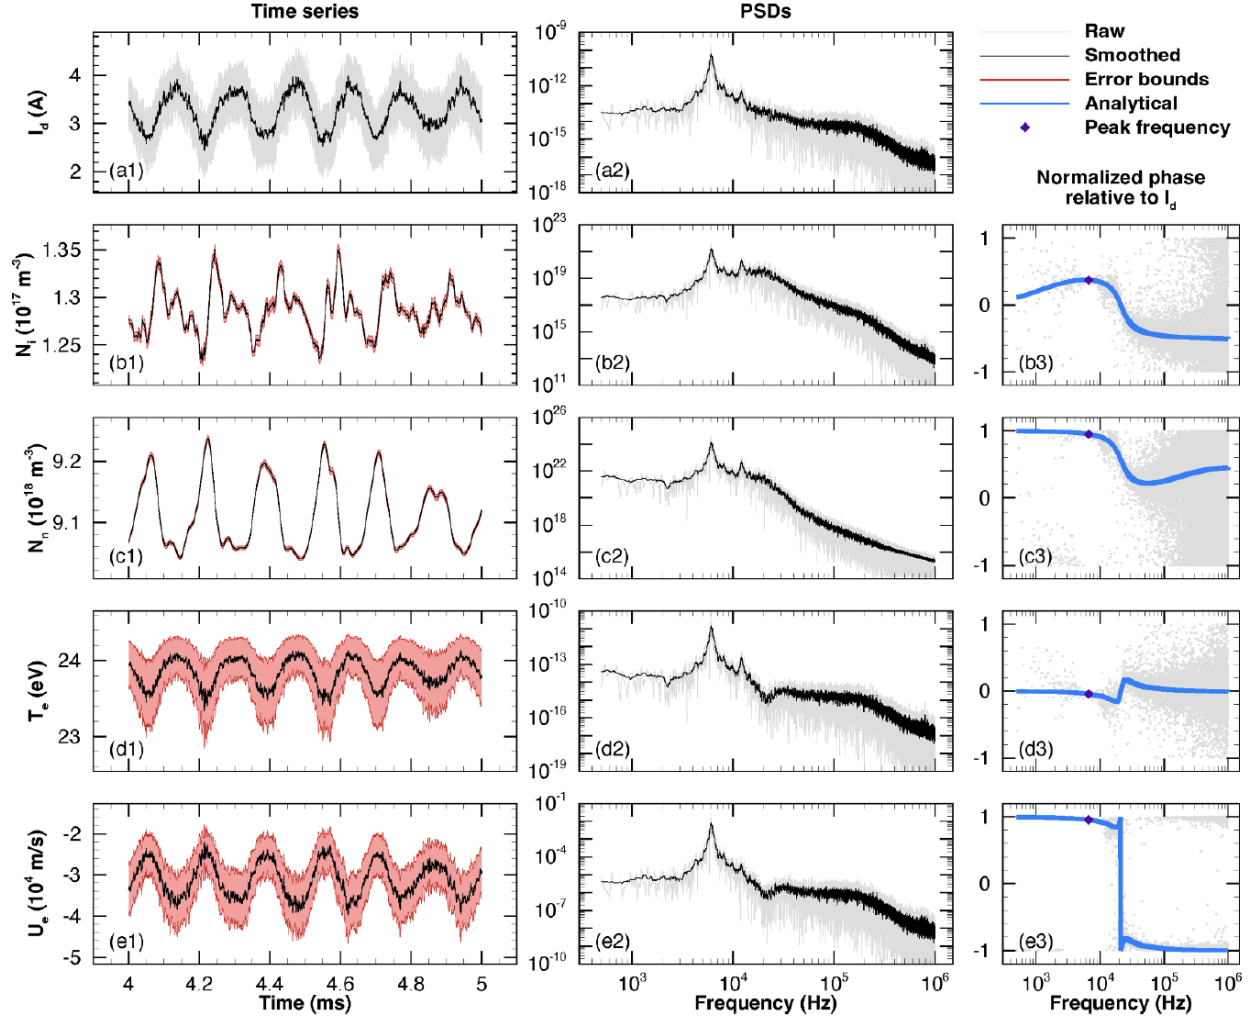 Time series
PSDs
Raw
Smoothed
Error bounds
Analytical
Peak frequency
I_d (A)
4
3
2
(a1)
10^-9
10^-12
10^-15
10^-18
(a2)
Normalized phase
relative to I_d
N_i (10^17 m^-3)
1.35
1.3
1.25
(b1)
10^23
10^19
10^15
10^11
(b2)
1
0
-1
(b3)
N_n (10^18 m^-3)
9.2
9.1
(c1)
10^26
10^22
10^18
10^14
(c2)
1
0
-1
(c3)
T_e (eV)
24
23
(d1)
10^-10
10^-13
10^-16
10^-19
(d2)
1
0
-1
(d3)
U_e (10^4 m/s)
-2
-3
-4
-5
(e1)
10^-1
10^-4
10^-7
10^-10
(e2)
1
0
-1
(e3)
4 4.2 4.4 4.6 4.8 5
Time (ms)
10^3 10^4 10^5 10^6
Frequency (Hz)
10^3 10^4 10^5 10^6
Frequency (Hz)